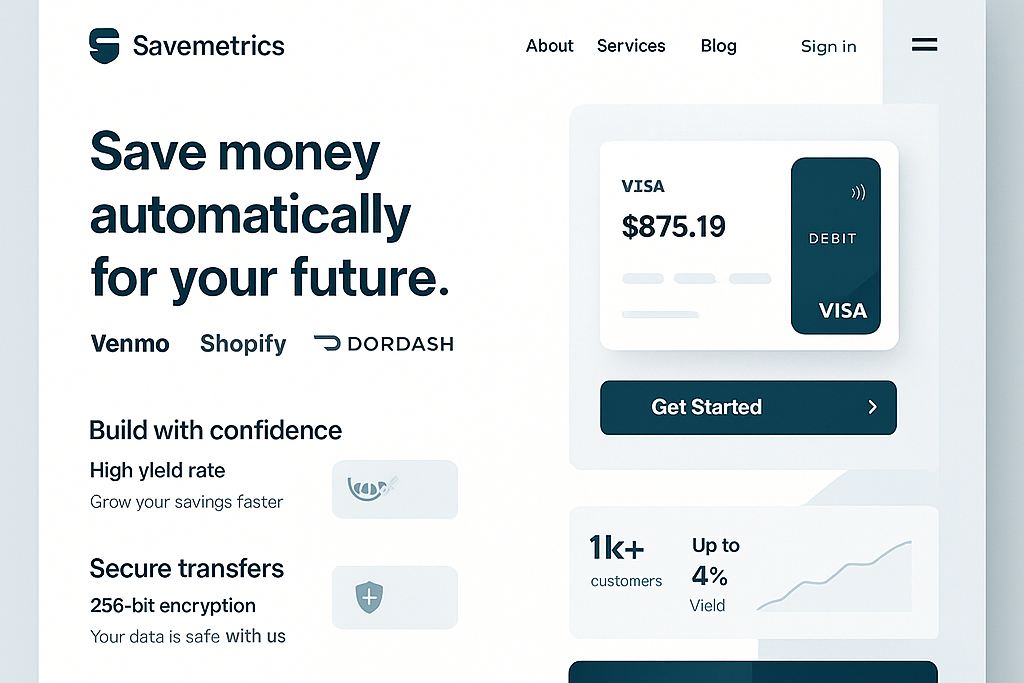 Savemetrics
About Services Blog Sign in
Save money
automatically
for your future.
Venmo Shopify DORDASH
VISA
$875.19
DEBIT
VISA
Get Started
Build with confidence
High yleld rate
Grow your savings faster
Secure transfers
256-bit encryption
Your data is safe with us
1k+
customers
Up to
4%
Vield